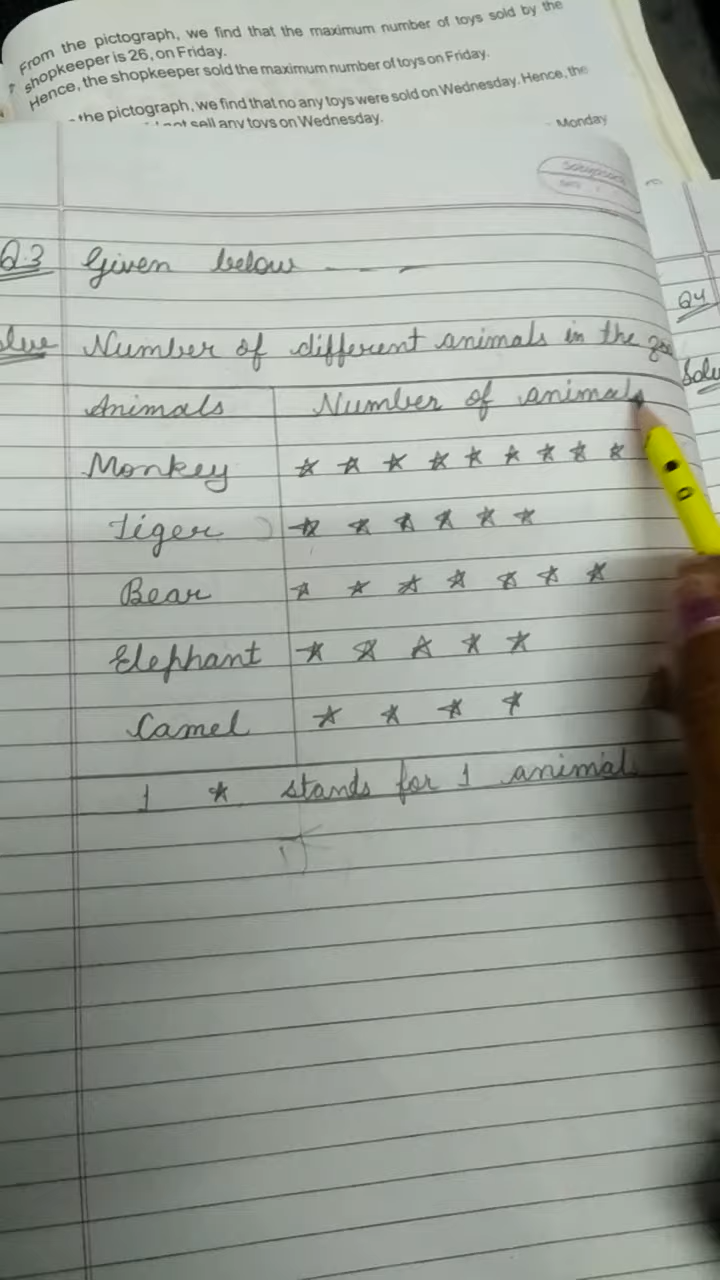 From the pictograph, we find that the maximum number of toys sold by the
shopkeeper is 26, on Friday.
Hence, the shopkeeper sold the maximum number of toys on Friday.
the pictograph, we find that no any toys were sold on Wednesday. Hence, the
sell any toys on Wednesday.
Monday
Q.3 Given below - - -
Number of different animals in the zoo
Animals Number of animals
Monkey ☆ ☆ ☆ ☆ ☆ ☆ ☆ ☆ ☆
Tiger ☆ ☆ ☆ ☆ ☆ ☆
Bear ☆ ☆ ☆ ☆ ☆ ☆ ☆
Elephant ☆ ☆ ☆ ☆ ☆
Camel ☆ ☆ ☆ ☆
1 ☆ stands for 1 animal
Q4
Solu